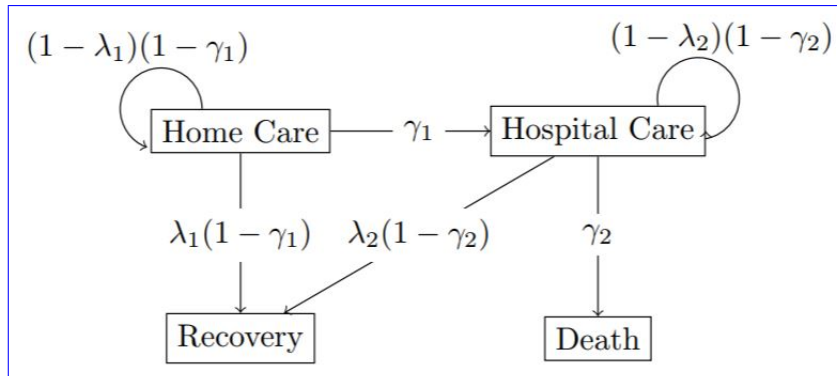 (1 − λ₁)(1 − γ₁)
(1 − λ₂)(1 − γ₂)
Home Care
γ₁
Hospital Care
λ₁(1 − γ₁)
λ₂(1 − γ₂)
γ₂
Recovery
Death